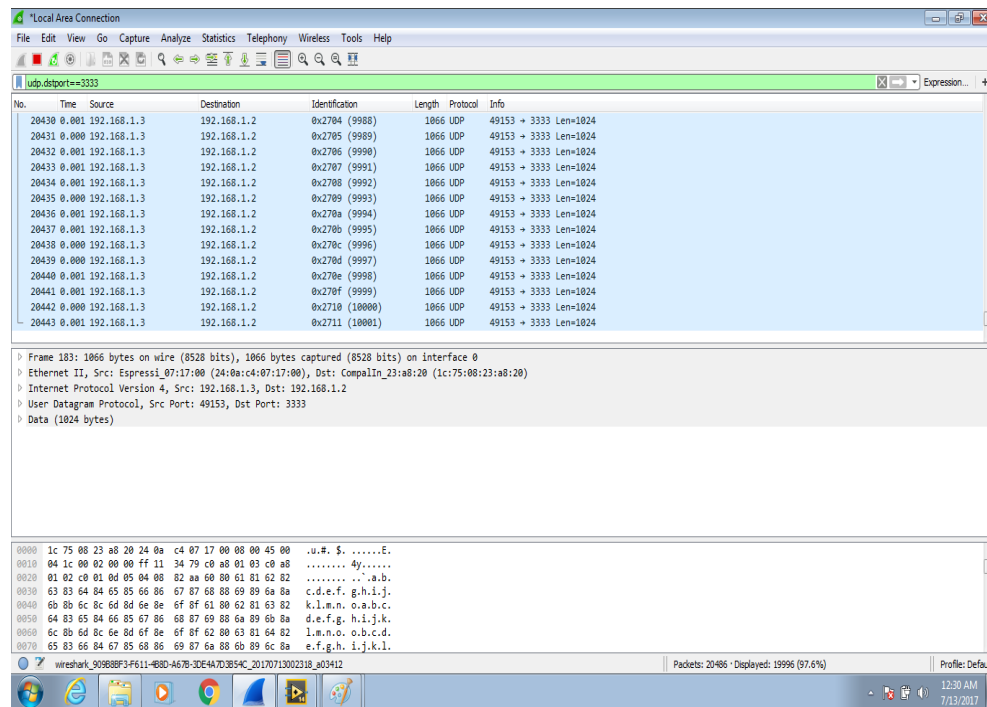 *Local Area Connection
File Edit View Go Capture Analyze Statistics Telephony Wireless Tools Help
udp.dstport==3333 Expression... +
No. Time Source Destination Identification Length Protocol Info
20430 0.001 192.168.1.3 192.168.1.2 0x2704 (9988) 1066 UDP 49153 → 3333 Len=1024
20431 0.000 192.168.1.3 192.168.1.2 0x2705 (9989) 1066 UDP 49153 → 3333 Len=1024
20432 0.001 192.168.1.3 192.168.1.2 0x2706 (9990) 1066 UDP 49153 → 3333 Len=1024
20433 0.001 192.168.1.3 192.168.1.2 0x2707 (9991) 1066 UDP 49153 → 3333 Len=1024
20434 0.001 192.168.1.3 192.168.1.2 0x2708 (9992) 1066 UDP 49153 → 3333 Len=1024
20435 0.000 192.168.1.3 192.168.1.2 0x2709 (9993) 1066 UDP 49153 → 3333 Len=1024
20436 0.001 192.168.1.3 192.168.1.2 0x270a (9994) 1066 UDP 49153 → 3333 Len=1024
20437 0.001 192.168.1.3 192.168.1.2 0x270b (9995) 1066 UDP 49153 → 3333 Len=1024
20438 0.000 192.168.1.3 192.168.1.2 0x270c (9996) 1066 UDP 49153 → 3333 Len=1024
20439 0.000 192.168.1.3 192.168.1.2 0x270d (9997) 1066 UDP 49153 → 3333 Len=1024
20440 0.001 192.168.1.3 192.168.1.2 0x270e (9998) 1066 UDP 49153 → 3333 Len=1024
20441 0.001 192.168.1.3 192.168.1.2 0x270f (9999) 1066 UDP 49153 → 3333 Len=1024
20442 0.000 192.168.1.3 192.168.1.2 0x2710 (10000) 1066 UDP 49153 → 3333 Len=1024
20443 0.001 192.168.1.3 192.168.1.2 0x2711 (10001) 1066 UDP 49153 → 3333 Len=1024
Frame 183: 1066 bytes on wire (8528 bits), 1066 bytes captured (8528 bits) on interface 0
Ethernet II, Src: Espressi_07:17:00 (24:0a:c4:07:17:00), Dst: CompalIn_23:a8:20 (1c:75:08:23:a8:20)
Internet Protocol Version 4, Src: 192.168.1.3, Dst: 192.168.1.2
User Datagram Protocol, Src Port: 49153, Dst Port: 3333
Data (1024 bytes)
0000 1c 75 08 23 a8 20 24 0a c4 07 17 00 08 00 45 00 .u.#. $. ......E.
0010 04 1c 00 02 00 00 ff 11 34 79 c0 a8 01 03 c0 a8 ........ 4y......
0020 01 02 c0 01 0d 05 04 08 82 aa 60 80 61 81 62 82 ........ ..`.a.b.
0030 63 83 64 84 65 85 66 86 67 87 68 88 69 89 6a 8a c.d.e.f. g.h.i.j.
0040 6b 8b 6c 8c 6d 8d 6e 8e 6f 8f 61 80 62 81 63 82 k.l.m.n. o.a.b.c.
0050 64 83 65 84 66 85 67 86 68 87 69 88 6a 89 6b 8a d.e.f.g. h.i.j.k.
0060 6c 8b 6d 8c 6e 8d 6f 8e 6f 8f 62 80 63 81 64 82 l.m.n.o. o.b.c.d.
0070 65 83 66 84 67 85 68 86 69 87 6a 88 6b 89 6c 8a e.f.g.h. i.j.k.l.
wireshark_909B8BF3-F611-4B8D-A67B-3DE4A7D3B54C_20170713002318_a03412 Packets: 20486 · Displayed: 19996 (97.6%) Profile: Defau
12:30 AM
7/13/2017